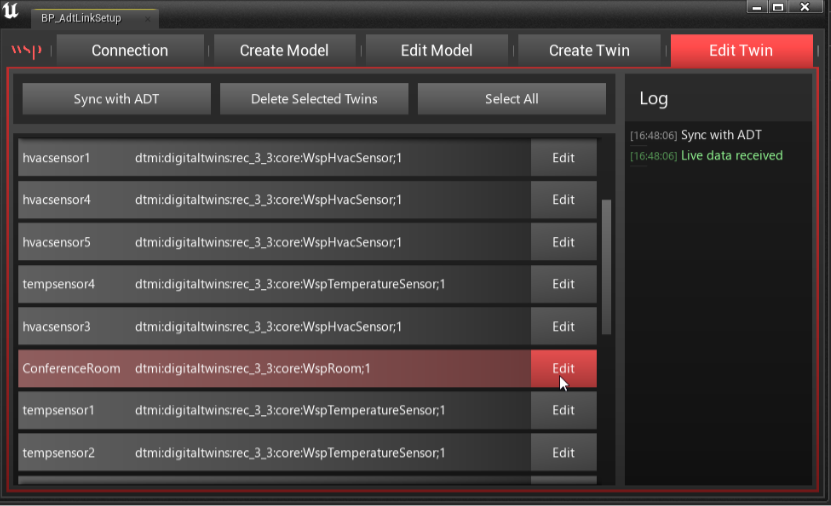 BP_AdtLinkSetup
wsp Connection Create Model Edit Model Create Twin Edit Twin
Sync with ADT Delete Selected Twins Select All
Log
[16:48:06] Sync with ADT
[16:48:06] Live data received
hvacsensor1 dtmi:digitaltwins:rec_3_3:core:WspHvacSensor;1 Edit
hvacsensor4 dtmi:digitaltwins:rec_3_3:core:WspHvacSensor;1 Edit
hvacsensor5 dtmi:digitaltwins:rec_3_3:core:WspHvacSensor;1 Edit
tempsensor4 dtmi:digitaltwins:rec_3_3:core:WspTemperatureSensor;1 Edit
hvacsensor3 dtmi:digitaltwins:rec_3_3:core:WspHvacSensor;1 Edit
ConferenceRoom dtmi:digitaltwins:rec_3_3:core:WspRoom;1 Edit
tempsensor1 dtmi:digitaltwins:rec_3_3:core:WspTemperatureSensor;1 Edit
tempsensor2 dtmi:digitaltwins:rec_3_3:core:WspTemperatureSensor;1 Edit